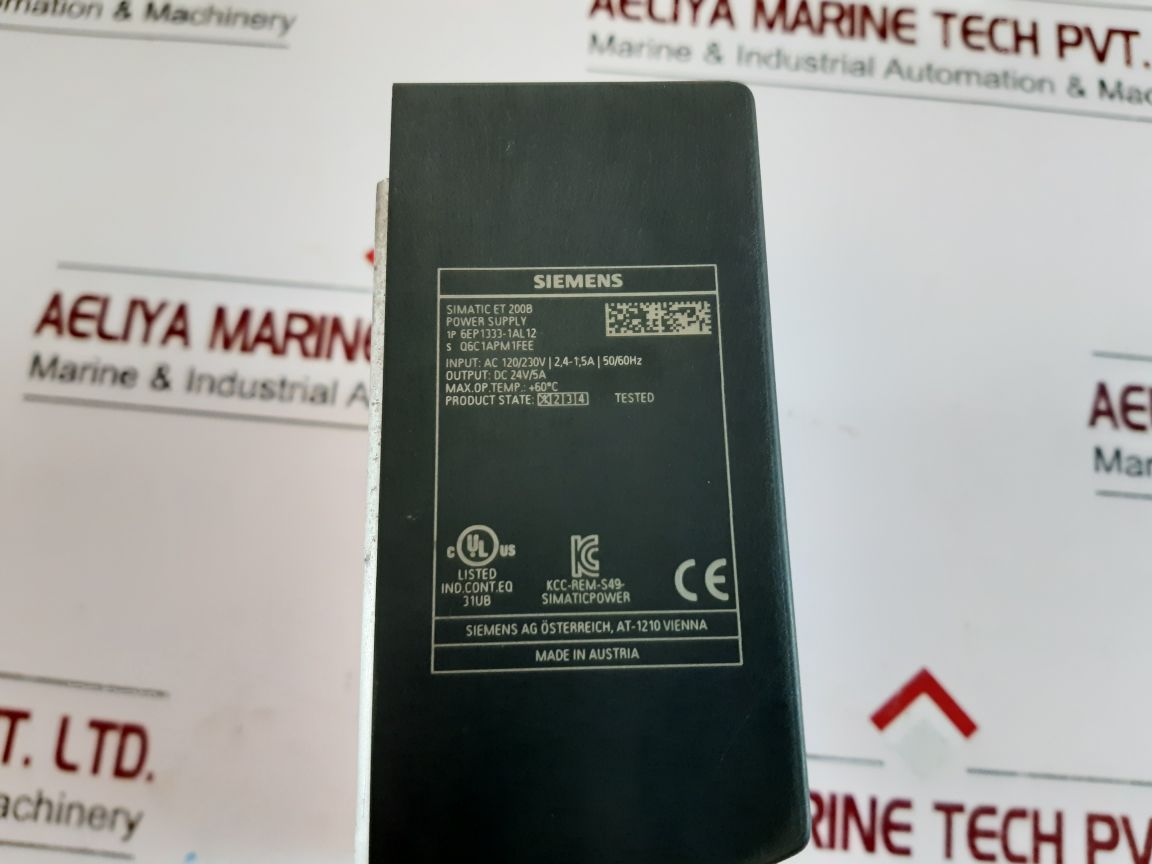 mation & Machinery
AELIYA MARINE TECH PVT.
Marine & Industrial Automation & Mac
SIEMENS
SIMATIC ET 200B
POWER SUPPLY
1P 6EP1333-1AL12
S Q6C1APM1FEE
INPUT: AC 120/230V | 2,4-1,5A | 50/60Hz
OUTPUT: DC 24V/5A
MAX.OP.TEMP.: +60°C
PRODUCT STATE: X 2 3 4 TESTED
C UL US
LISTED
IND.CONT.EQ
31UB
KCC-REM-S49-
SIMATICPOWER
CE
SIEMENS AG ÖSTERREICH, AT-1210 VIENNA
MADE IN AUSTRIA
AELIYA MARINE
Marine & Industrial A
AE
Mar
T. LTD.
achinery
RINE TECH PV